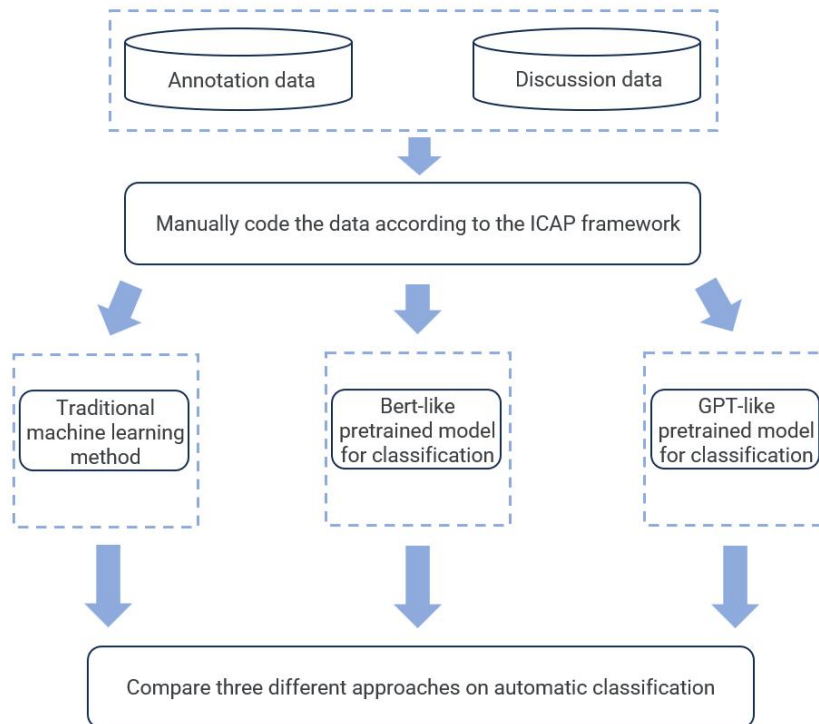 Annotation data
Discussion data
Manually code the data according to the ICAP framework
Traditional
machine learning
method
Bert-like
pretrained model
for classification
GPT-like
pretrained model
for classification
Compare three different approaches on automatic classification